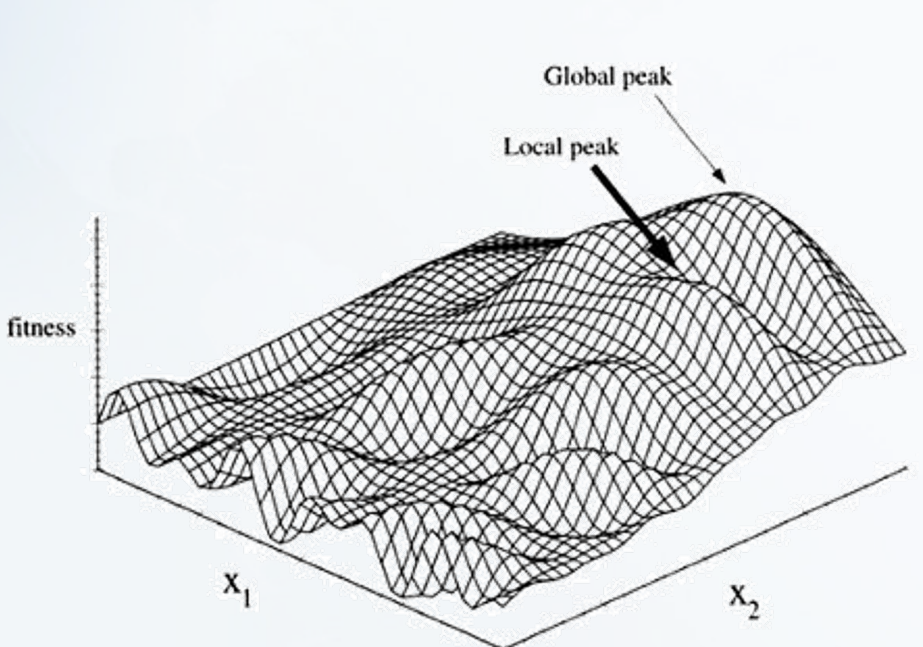 Global peak
Local peak
fitness
x₁
x₂